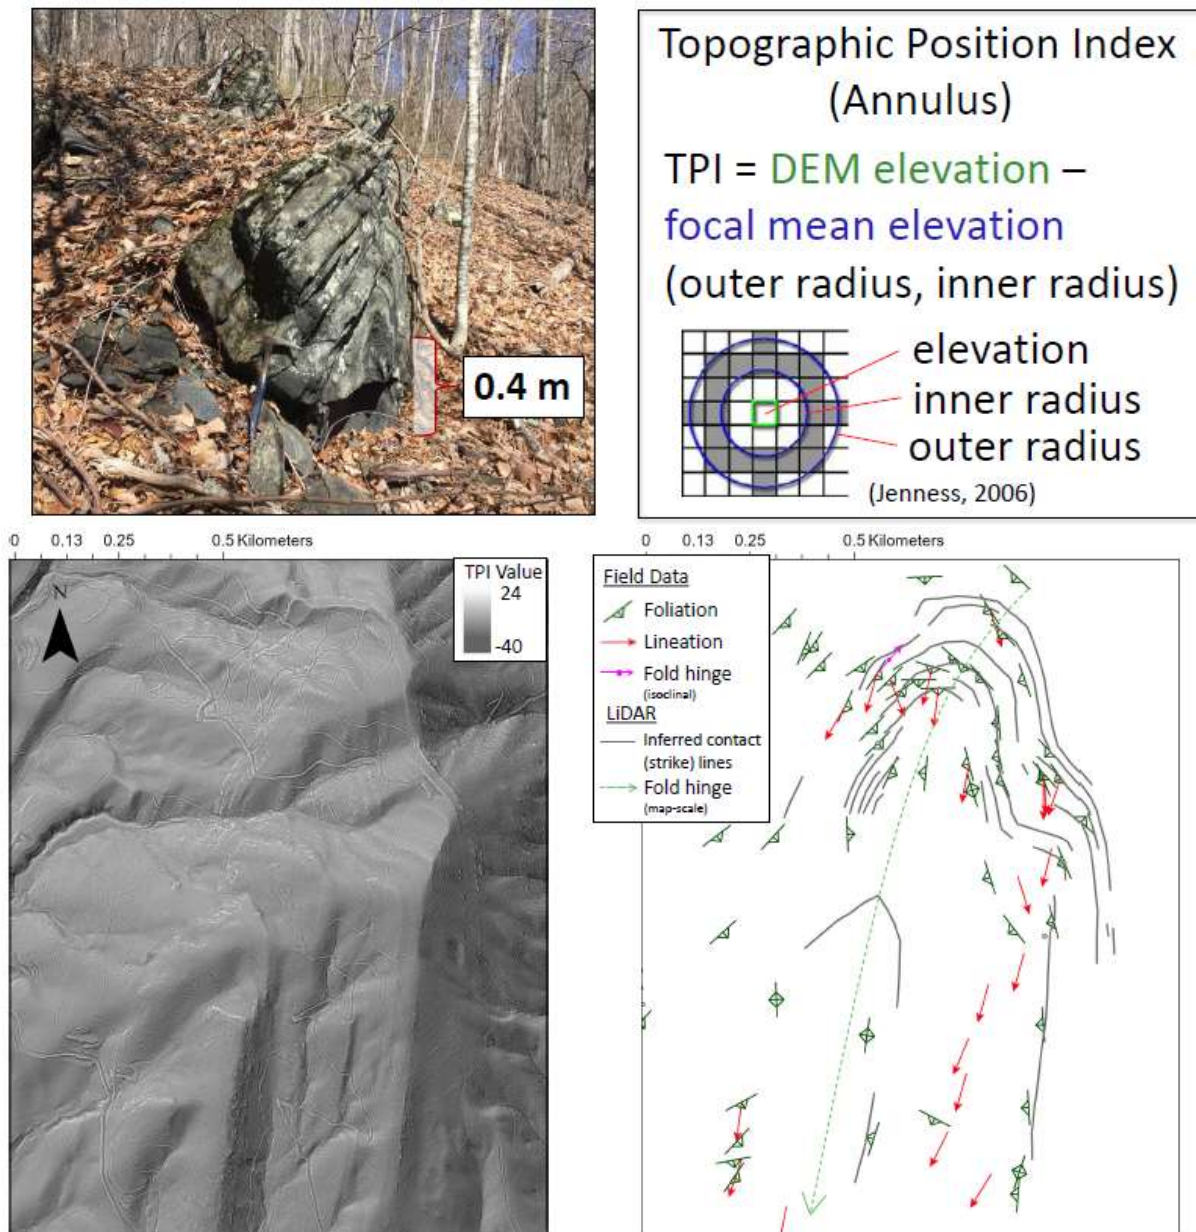 0.4 m
Topographic Position Index
(Annulus)
TPI = DEM elevation –
focal mean elevation
(outer radius, inner radius)
elevation
inner radius
outer radius
(Jenness, 2006)
0 0.13 0.25 0.5 Kilometers
TPI Value
24
-40
N
0 0.13 0.25 0.5 Kilometers
Field Data
Foliation
Lineation
Fold hinge
(isoclinal)
LiDAR
Inferred contact
(strike) lines
Fold hinge
(map-scale)